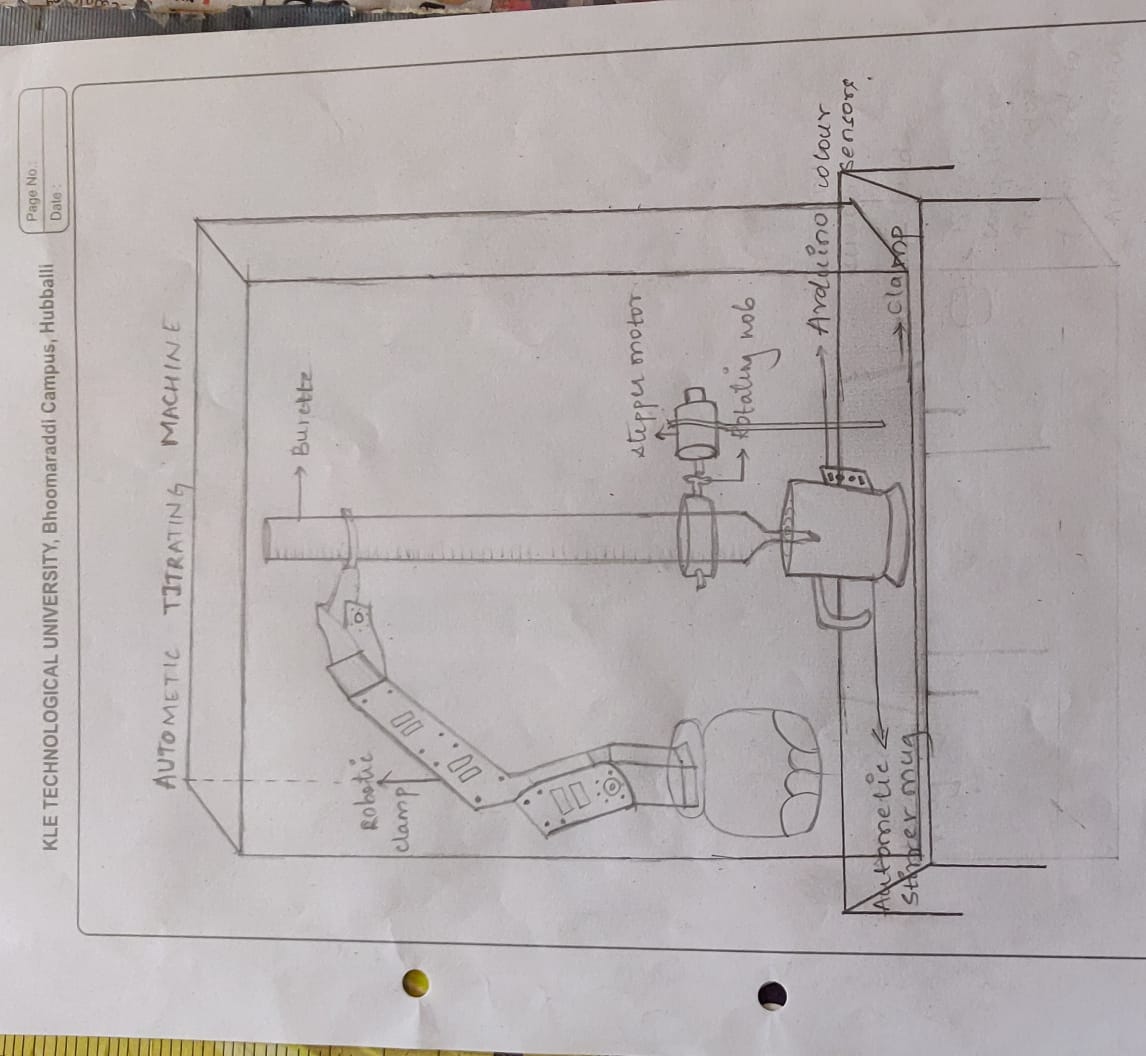 Page No.:
Date :
KLE TECHNOLOGICAL UNIVERSITY, Bhoomaraddi Campus, Hubballi
AUTOMETIC TITRATING MACHINE
Burette
Robotic
clamp
stepper motor
Rotating nob
Arduino colour
sensors.
clamp
Autometic
Stirrer mug